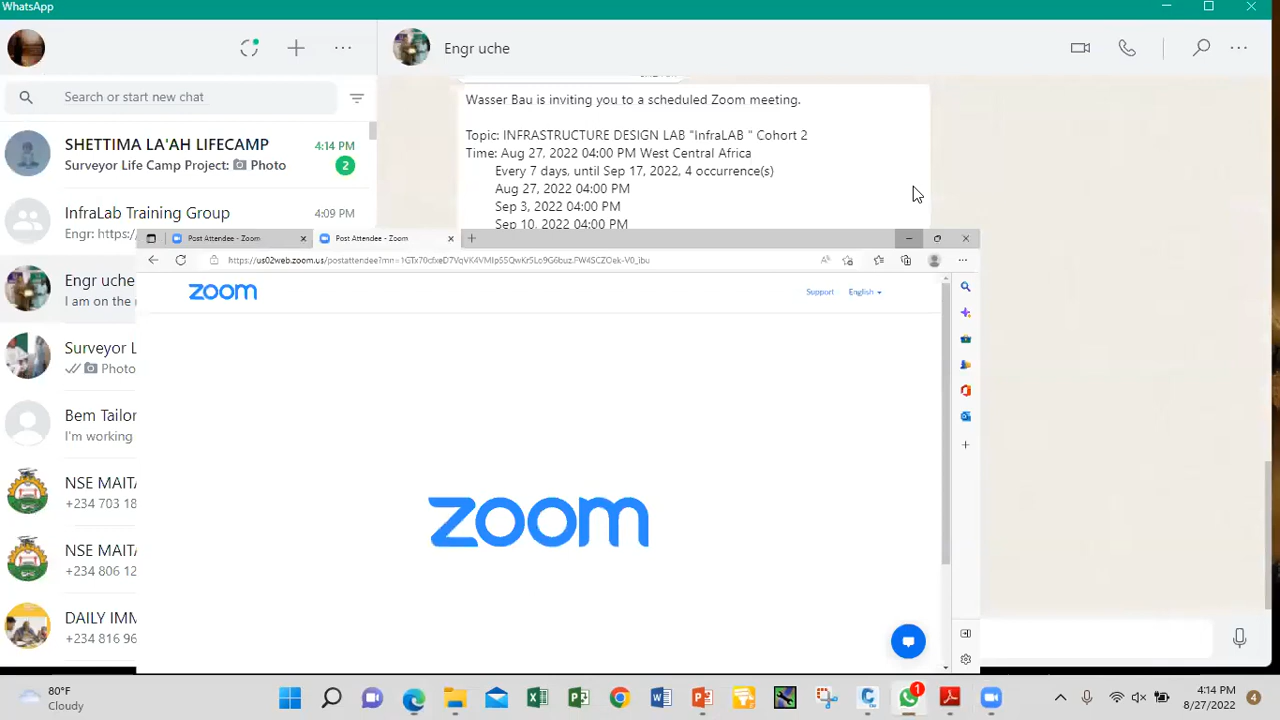 WhatsApp
Engr uche
Search or start new chat
SHETTIMA LA'AH LIFECAMP
4:14 PM
Surveyor Life Camp Project: Photo
2
InfraLab Training Group
4:09 PM
Engr: https:/
Engr uche
I am on the r
Surveyor L
Photo
Bem Tailor
I'm working
NSE MAITA
+234 703 18
NSE MAITA
+234 806 12
DAILY IMM
+234 816 96
Wasser Bau is inviting you to a scheduled Zoom meeting.
Topic: INFRASTRUCTURE DESIGN LAB "InfraLAB " Cohort 2
Time: Aug 27, 2022 04:00 PM West Central Africa
Every 7 days, until Sep 17, 2022, 4 occurrence(s)
Aug 27, 2022 04:00 PM
Sep 3, 2022 04:00 PM
Sep 10, 2022 04:00 PM
Post Attendee - Zoom
Post Attendee - Zoom
zoom
Support
English
zoom
80°F
Cloudy
1
4:14 PM
8/27/2022
4